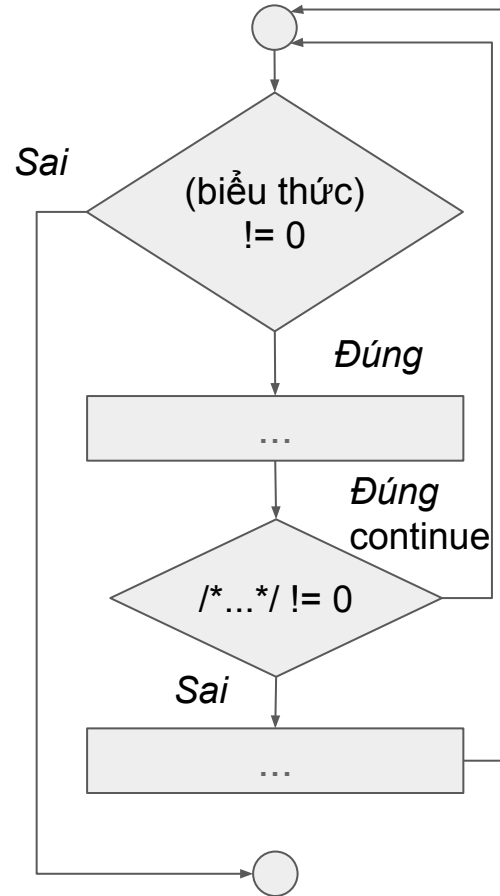 Sai
(biểu thức)
!= 0
Đúng
...
Đúng
continue
/*...*/ != 0
Sai
...